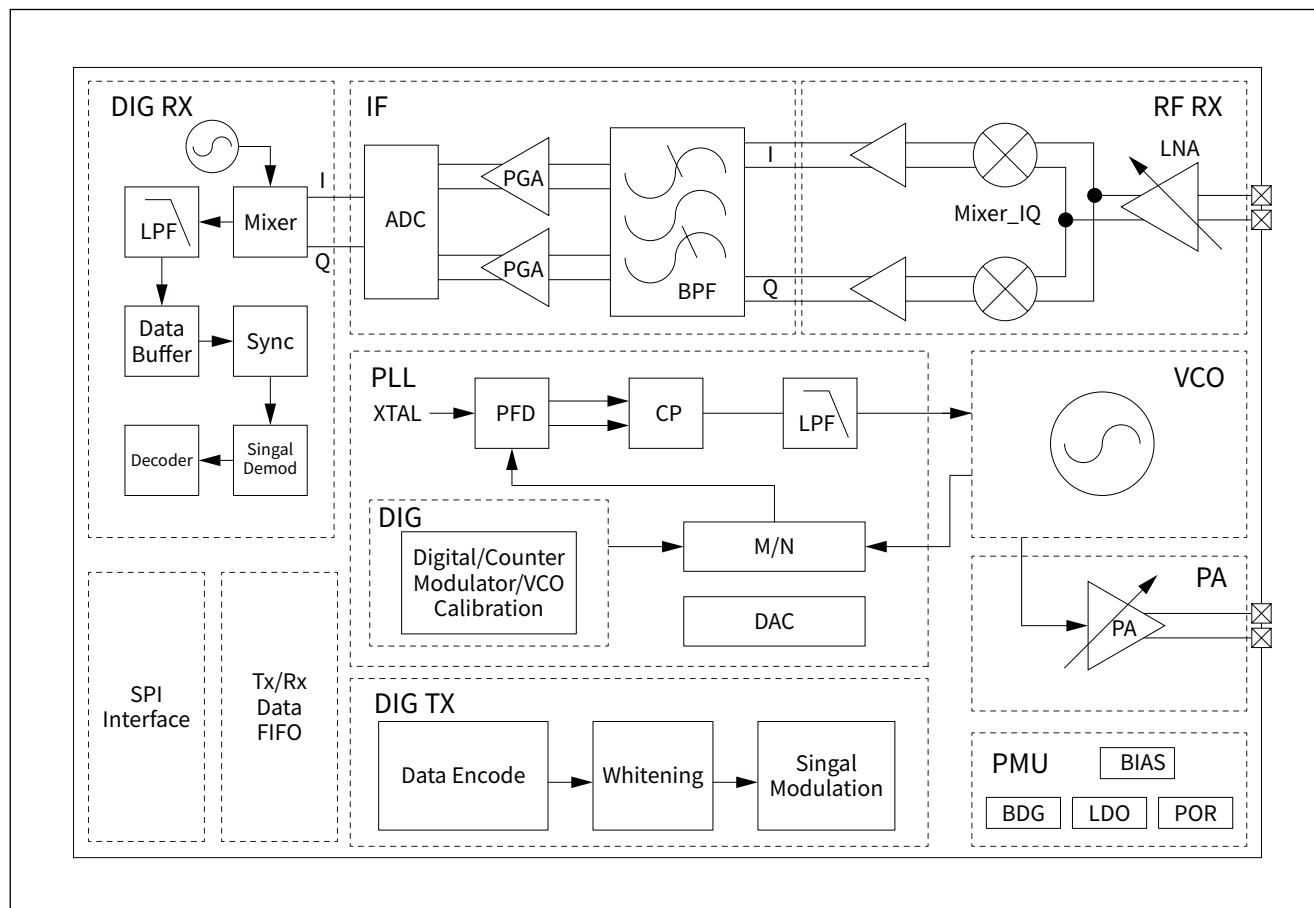 DIG RX
LPF
Mixer
I
Q
Data
Buffer
Sync
Decoder
Singal
Demod
IF
ADC
PGA
PGA
BPF
I
Q
RF RX
LNA
Mixer_IQ
PLL
XTAL
PFD
CP
LPF
DIG
Digital/Counter
Modulator/VCO
Calibration
M/N
DAC
VCO
PA
PA
SPI
Interface
Tx/Rx
Data
FIFO
DIG TX
Data Encode
Whitening
Singal
Modulation
PMU
BIAS
BDG
LDO
POR